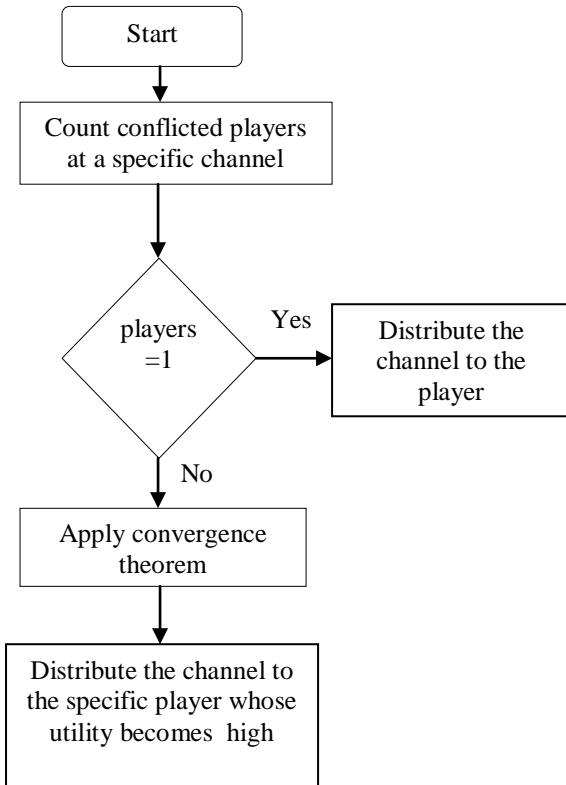 Start
Count conflicted players
at a specific channel
players
=1
Yes
Distribute the
channel to the
player
No
Apply convergence
theorem
Distribute the channel to
the specific player whose
utility becomes high